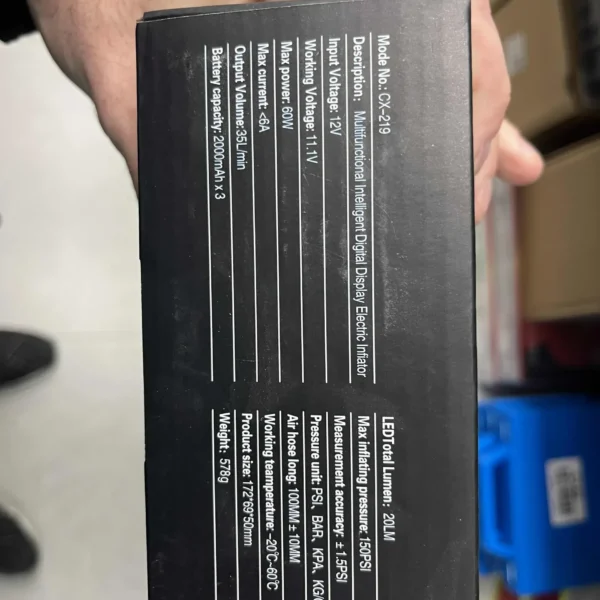 Mode No.: CX-219
Description: Multifunctional Intelligent Digital Display Electric Inflator
Input Voltage: 12V
Working Voltage: 11.1V
Max power: 60W
Max current: <6A
Output Volume:35L/min
Battery capacity: 2000mAh x 3
LEDTotal Lumen: 20LM
Max inflating pressure: 150PSI
Measurement accuracy: ± 1.5PSI
Pressure unit: PSI、BAR、KPA、KG/
Air hose long: 100MM±10MM
Working teamperature: -20℃~60℃
Product size: 172*69*50mm
Weight: 578g